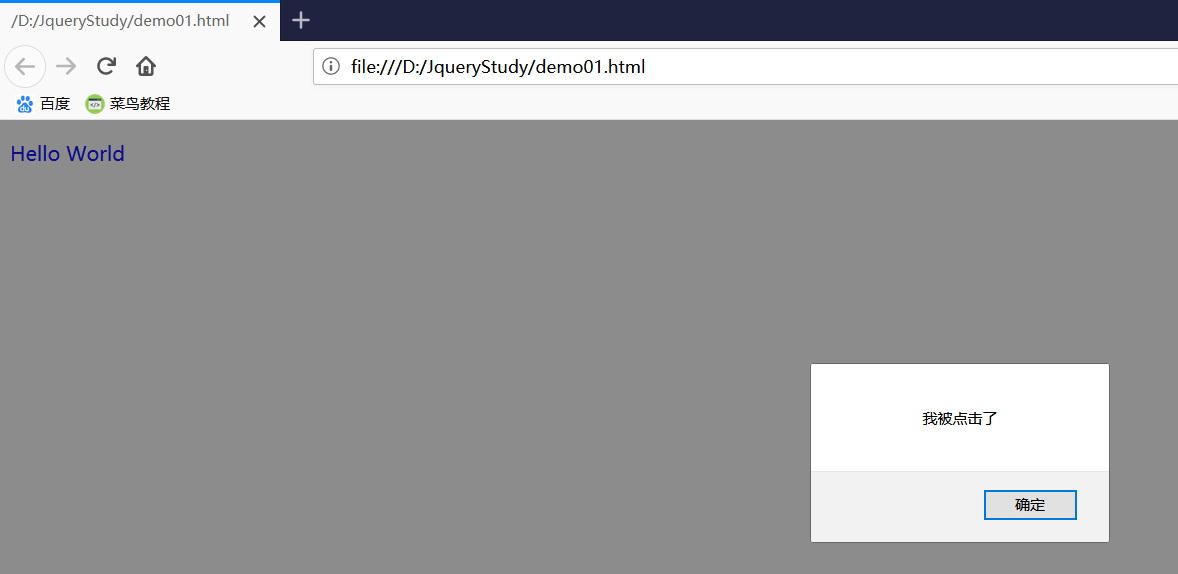 /D:/JqueryStudy/demo01.html
file:///D:/JqueryStudy/demo01.html
百度 菜鸟教程
Hello World
我被点击了
确定